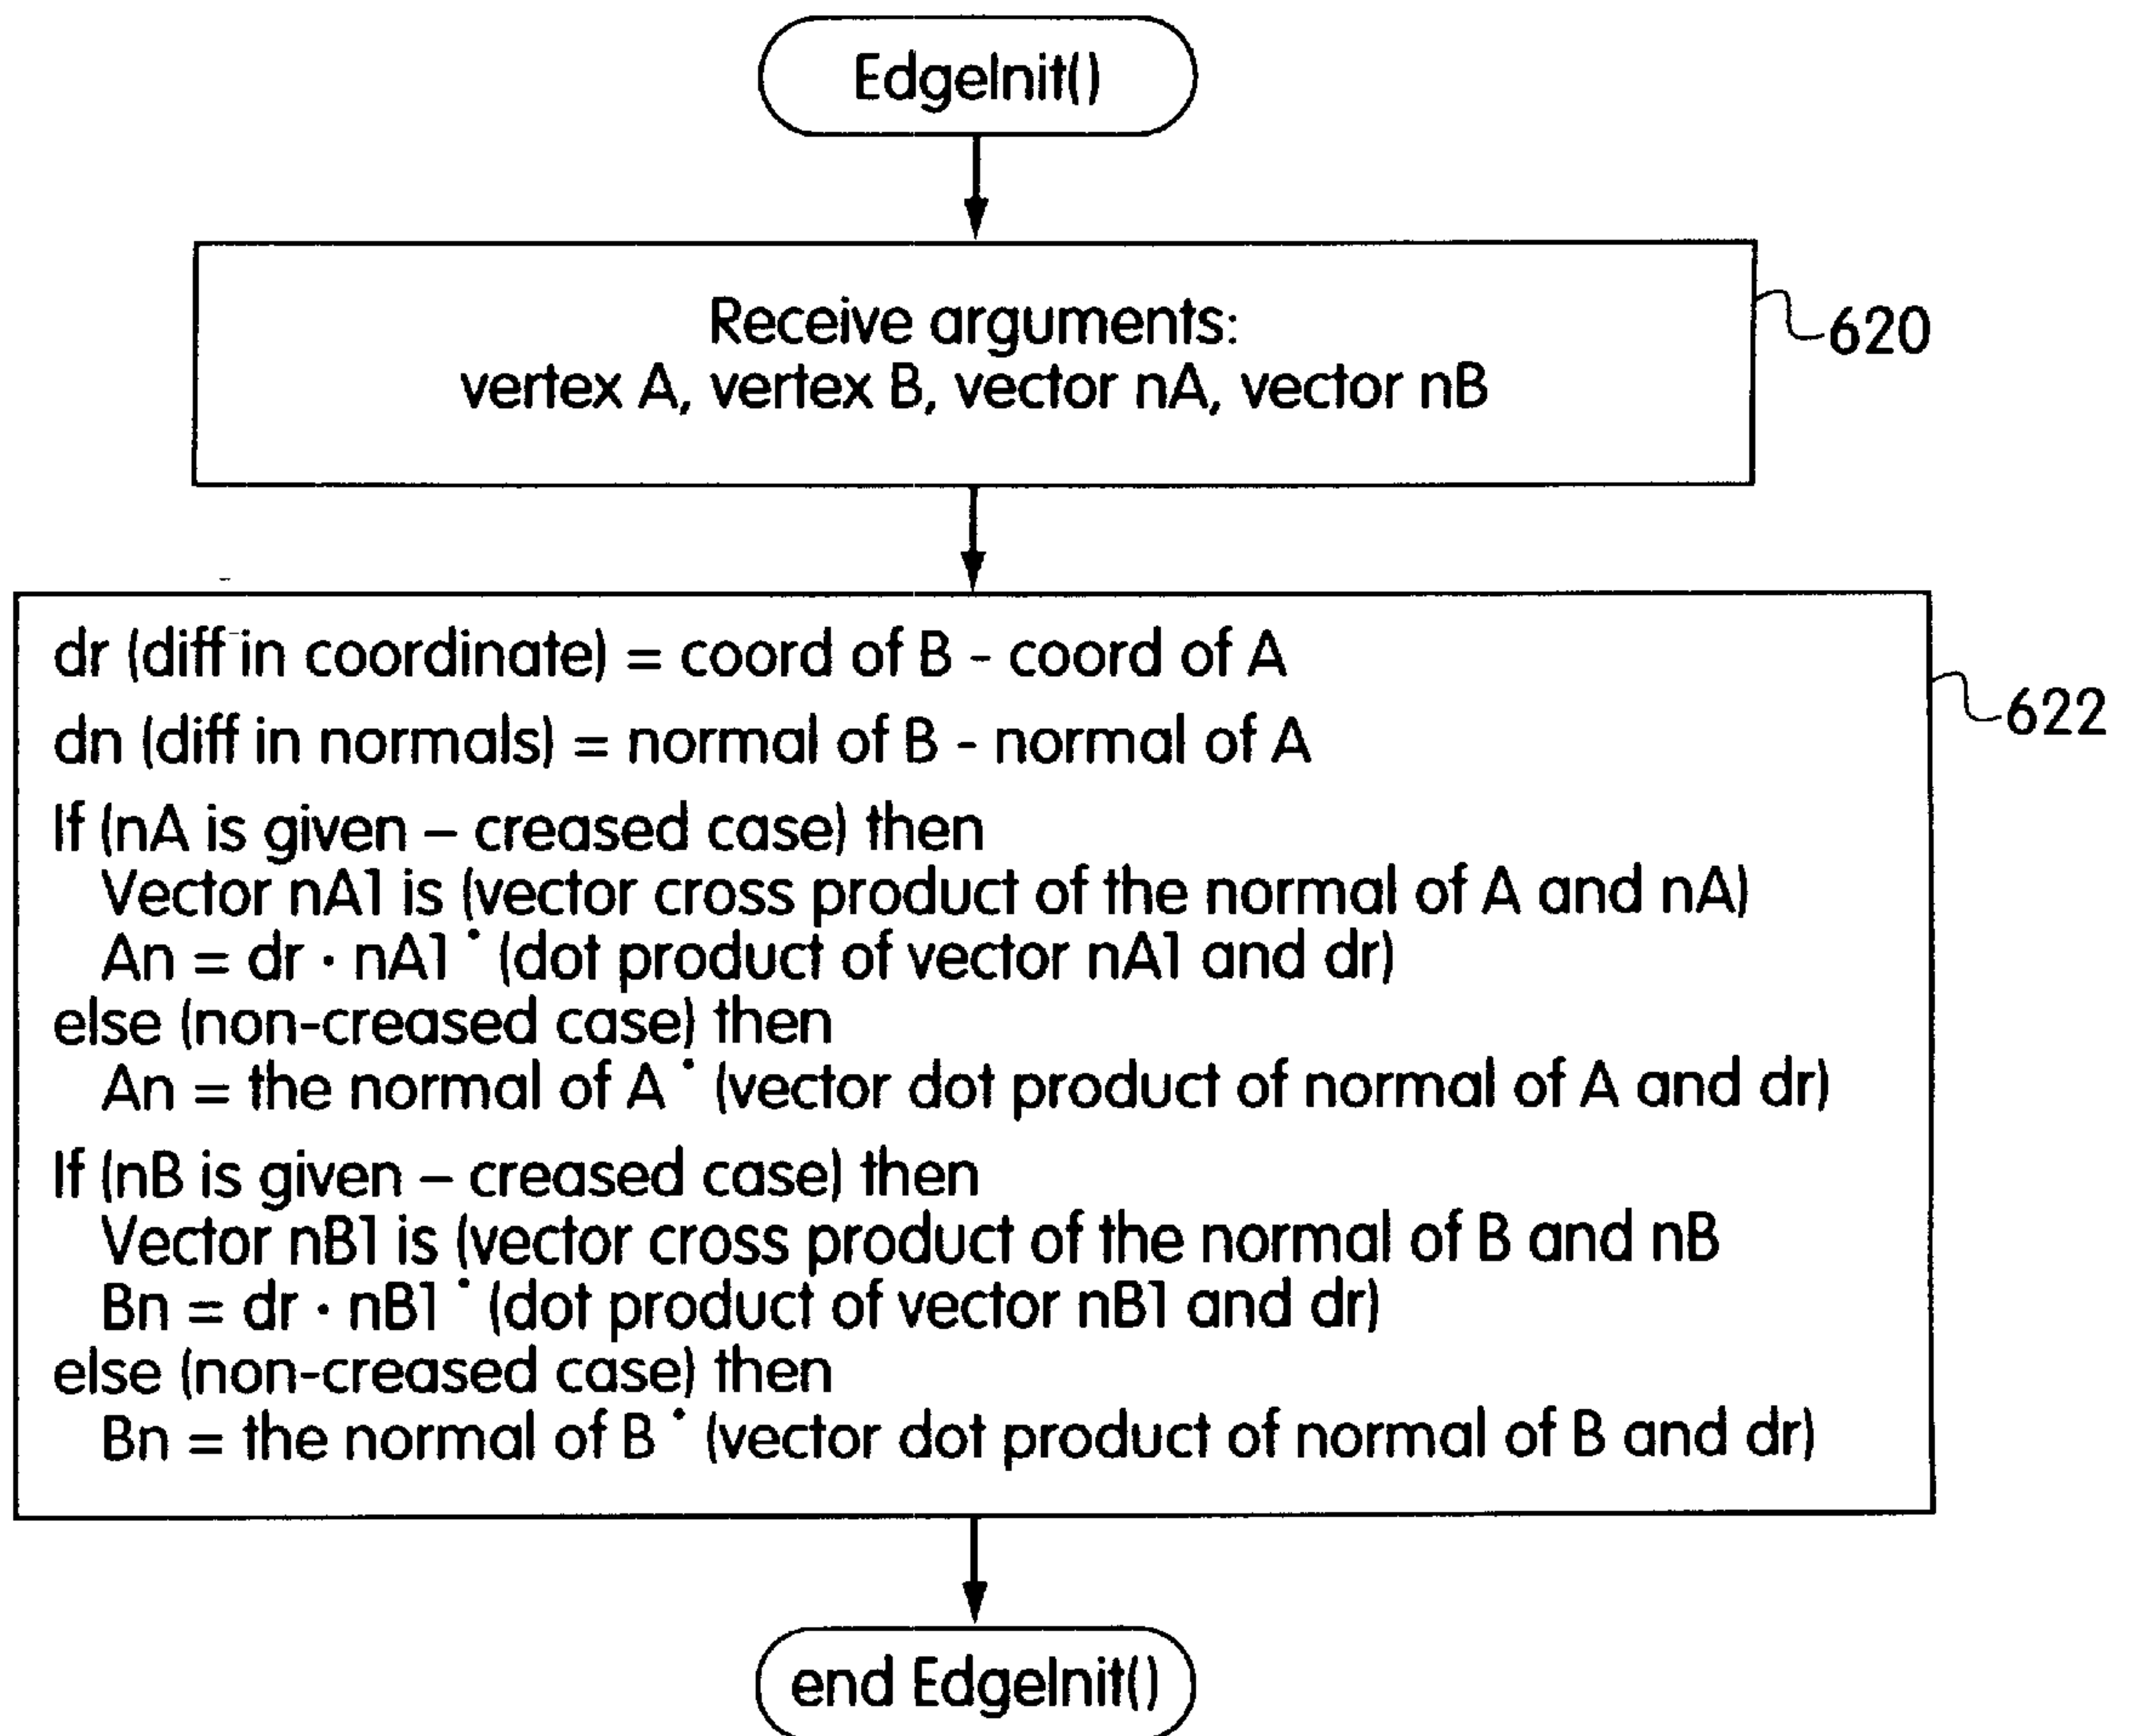 EdgeInit()
Receive arguments:
vertex A, vertex B, vector nA, vector nB
620
dr (diff in coordinate) = coord of B - coord of A
dn (diff in normals) = normal of B - normal of A
622
If (nA is given – creased case) then
Vector nA1 is (vector cross product of the normal of A and nA)
An = dr · nA1 * (dot product of vector nA1 and dr)
else (non-creased case) then
An = the normal of A * (vector dot product of normal of A and dr)
If (nB is given – creased case) then
Vector nB1 is (vector cross product of the normal of B and nB
Bn = dr · nB1 * (dot product of vector nB1 and dr)
else (non-creased case) then
Bn = the normal of B * (vector dot product of normal of B and dr)
end EdgeInit()